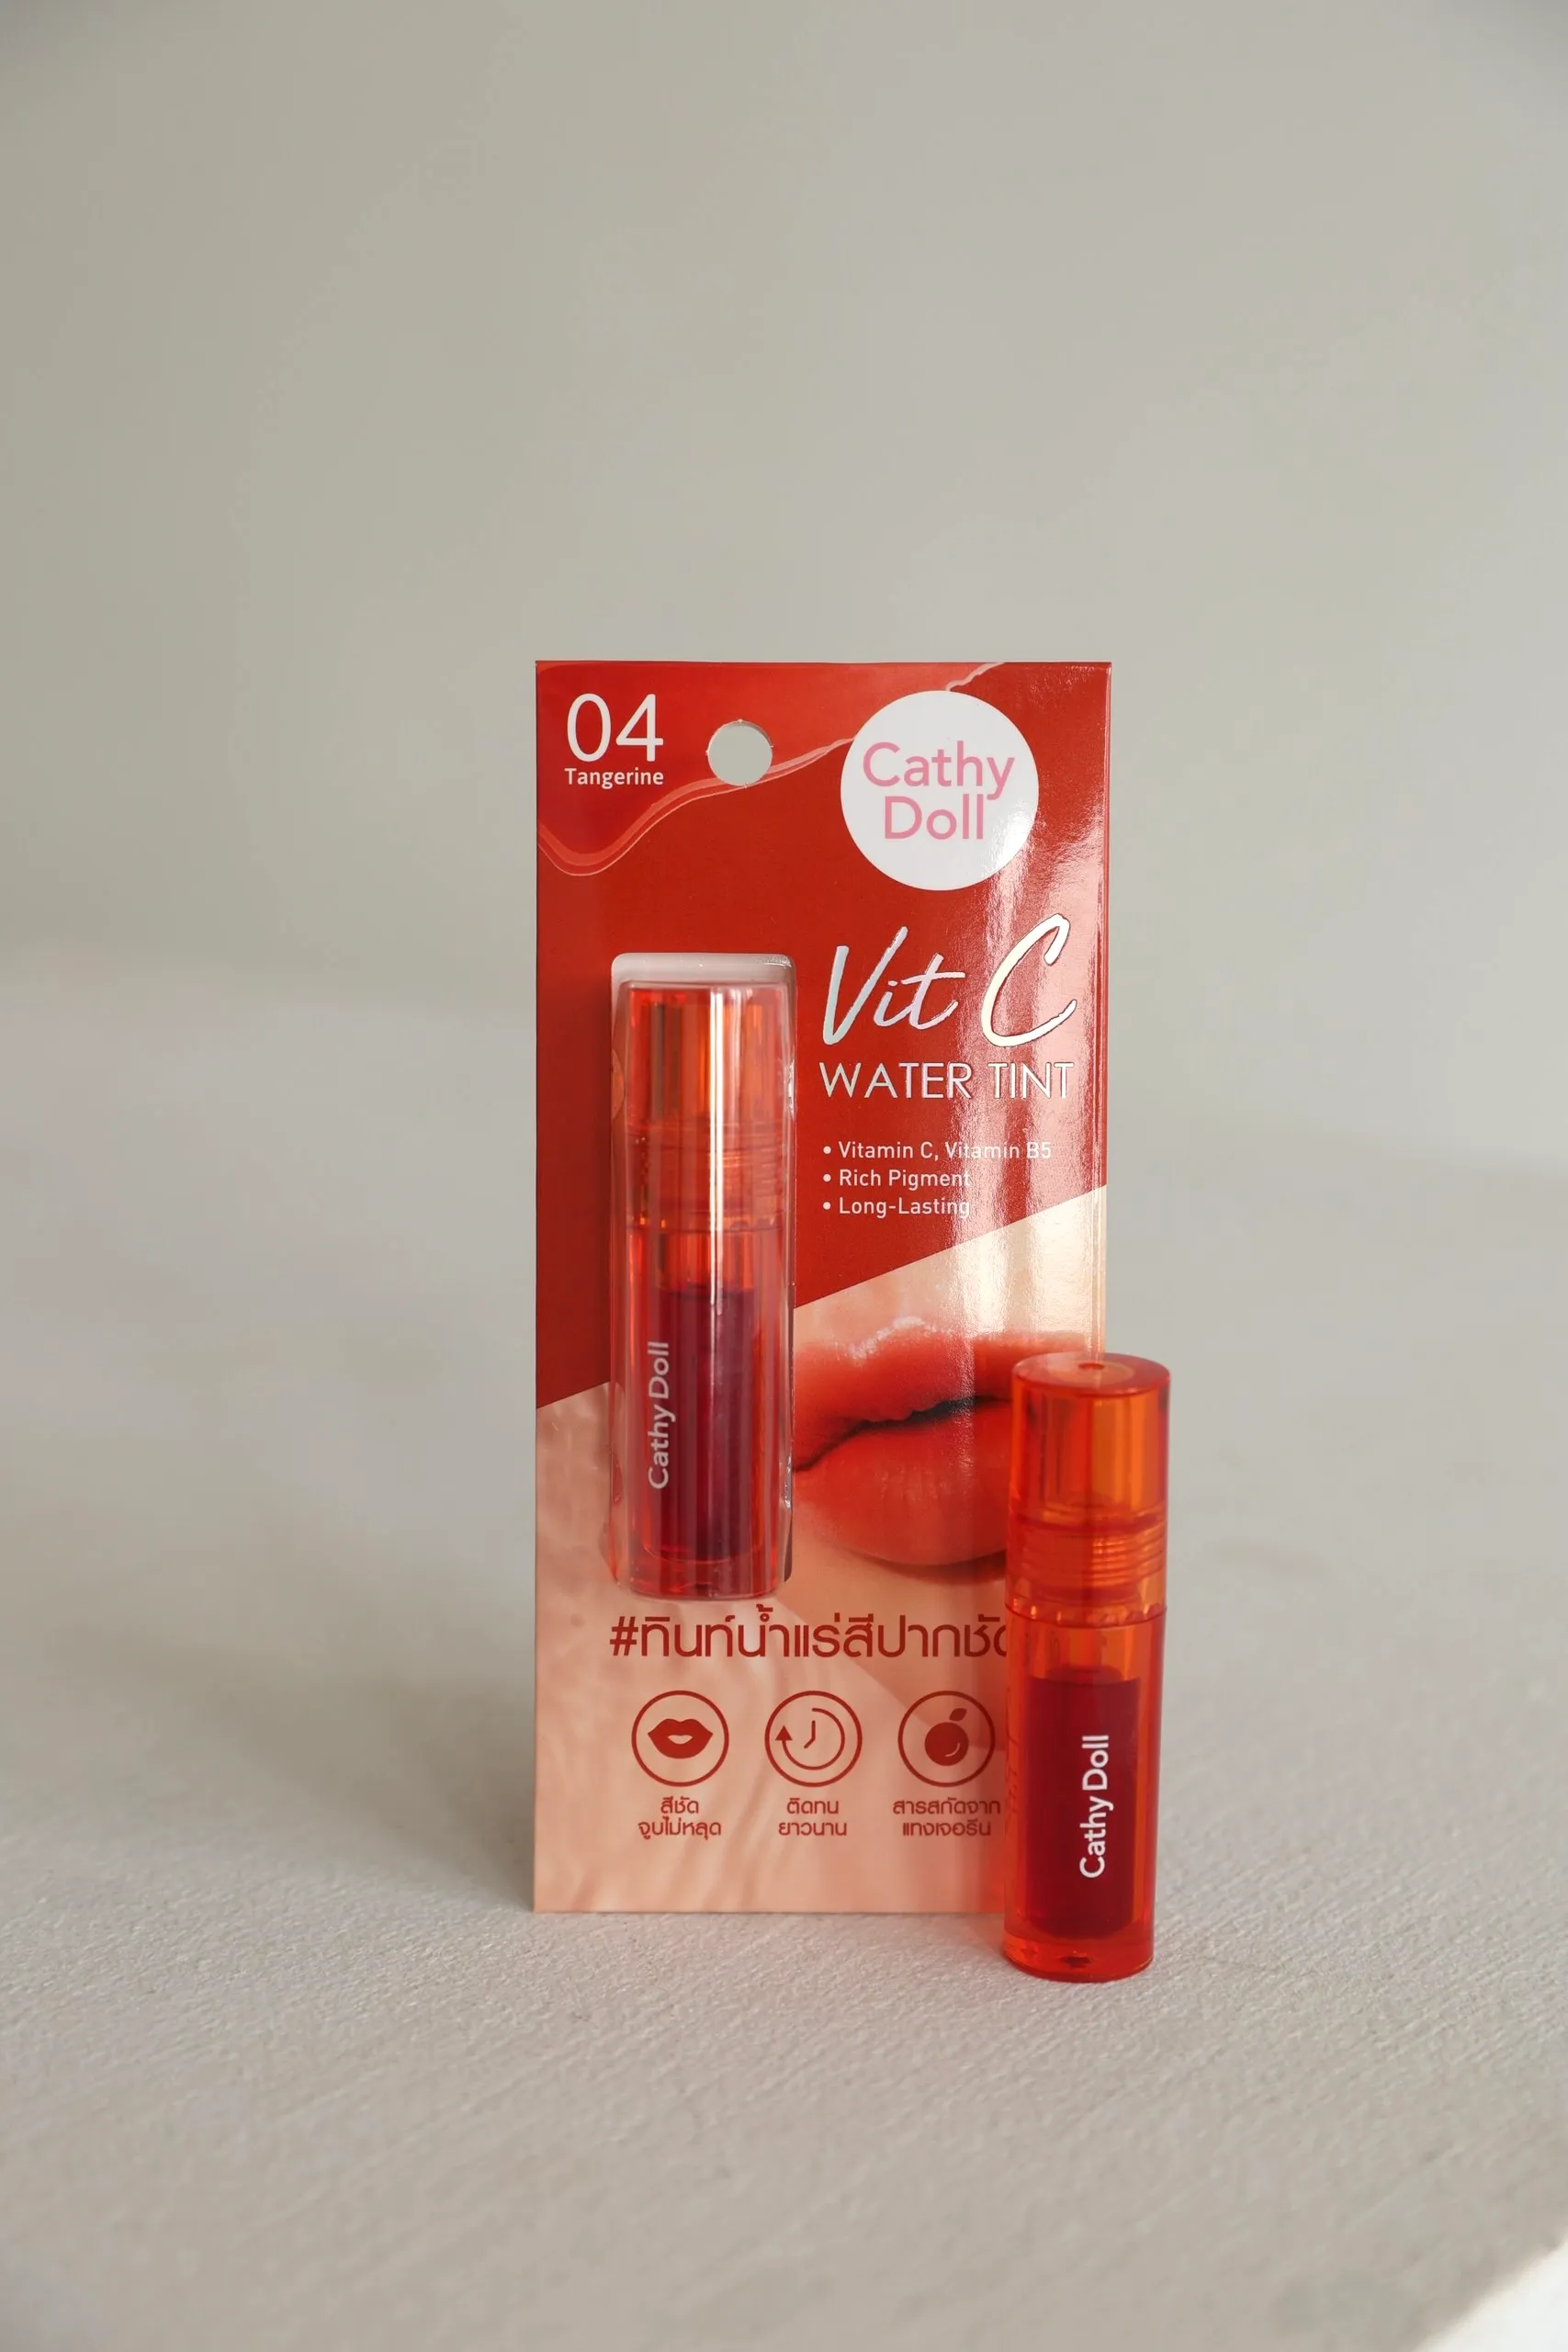 04
Tangerine
Cathy
Doll
Vit C
WATER TINT
• Vitamin C, Vitamin B5
• Rich Pigment
• Long-Lasting
Cathy Doll
#ทินท์น้ำแร่สีปากชัด
สีชัด
จูบไม่หลุด
ติดทน
ยาวนาน
สารสกัดจาก
แทงเจอรีน
Cathy Doll